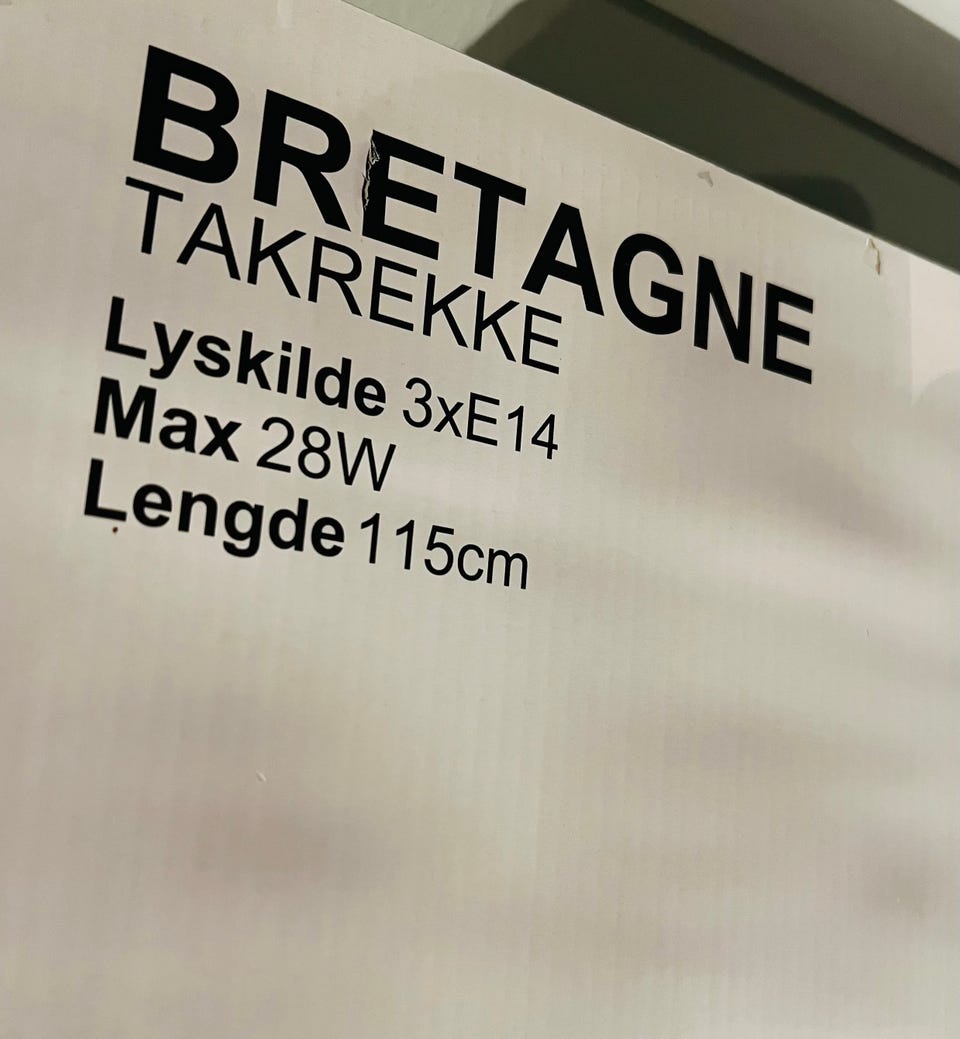 BRETAGNE
TAKREKKE
Lyskilde 3xE14
Max 28W
Lengde 115cm